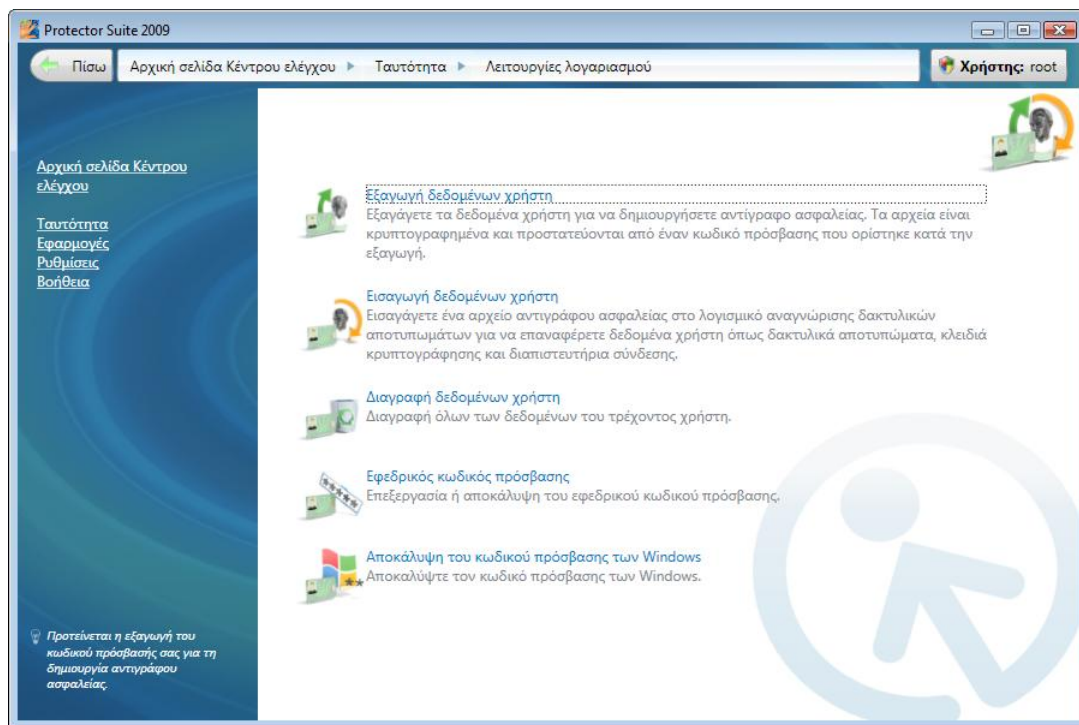 Protector Suite 2009
Πίσω
Αρχική σελίδα Κέντρου ελέγχου
Ταυτότητα
Λειτουργίες λογαριασμού
Χρήστης: root
Αρχική σελίδα Κέντρου
ελέγχου
Ταυτότητα
Εφαρμογές
Ρυθμίσεις
Βοήθεια
Εξαγωγή δεδομένων χρήστη
Εξαγάγετε τα δεδομένα χρήστη για να δημιουργήσετε αντίγραφο ασφαλείας. Τα αρχεία είναι
κρυπτογραφημένα και προστατεύονται από έναν κωδικό πρόσβασης που ορίστηκε κατά την
εξαγωγή.
Εισαγωγή δεδομένων χρήστη
Εισαγάγετε ένα αρχείο αντιγράφου ασφαλείας στο λογισμικό αναγνώρισης δακτυλικών
αποτυπωμάτων για να επαναφέρετε δεδομένα χρήστη όπως δακτυλικά αποτυπώματα, κλειδιά
κρυπτογράφησης και διαπιστευτήρια σύνδεσης.
Διαγραφή δεδομένων χρήστη
Διαγραφή όλων των δεδομένων του τρέχοντος χρήστη.
Εφεδρικός κωδικός πρόσβασης
Επεξεργασία ή αποκάλυψη του εφεδρικού κωδικού πρόσβασης.
Αποκάλυψη του κωδικού πρόσβασης των Windows
Αποκαλύψτε τον κωδικό πρόσβασης των Windows.
Προτείνεται η εξαγωγή του
κωδικού πρόσβασής σας για τη
δημιουργία αντιγράφου
ασφαλείας.